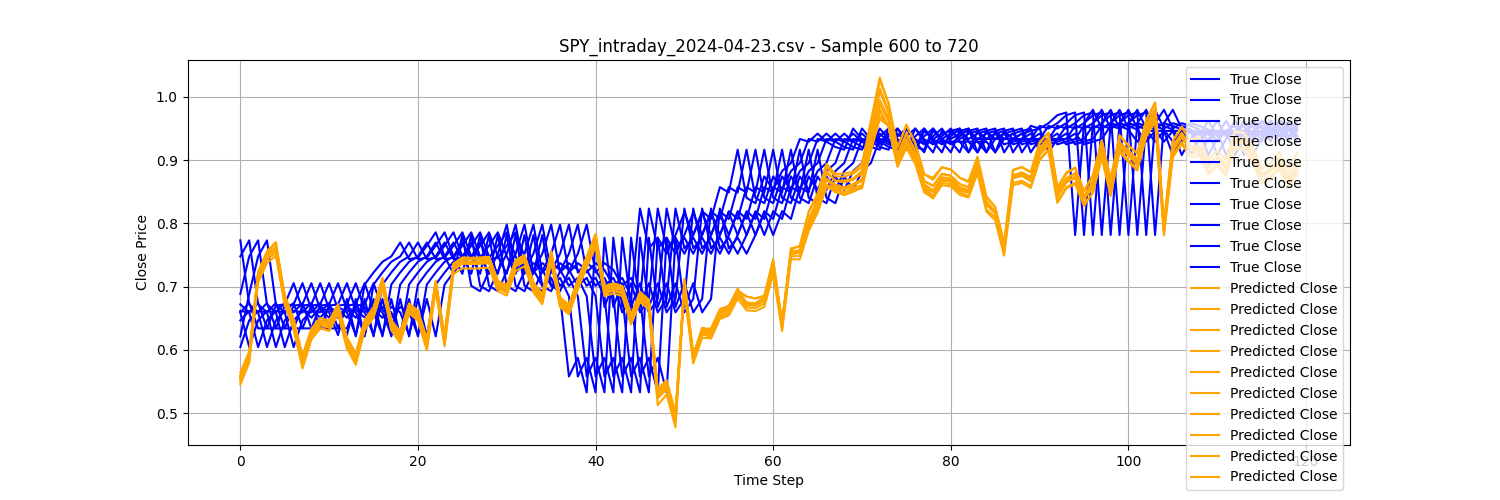 SPY_intraday_2024-04-23.csv - Sample 600 to 720
Close Price
1.0
0.9
0.8
0.7
0.6
0.5
0
20
40
60
80
100
120
Time Step
True Close
True Close
True Close
True Close
True Close
True Close
True Close
True Close
True Close
True Close
Predicted Close
Predicted Close
Predicted Close
Predicted Close
Predicted Close
Predicted Close
Predicted Close
Predicted Close
Predicted Close
Predicted Close